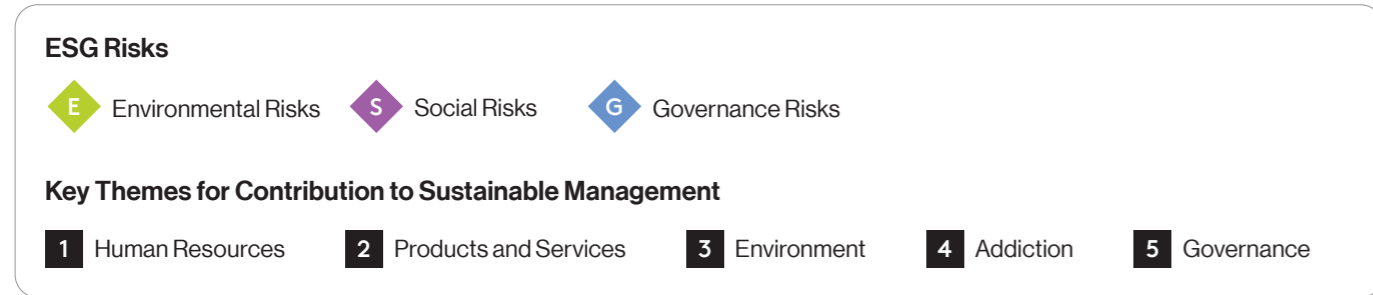 ESG Risks
E Environmental Risks S Social Risks G Governance Risks
Key Themes for Contribution to Sustainable Management
1 Human Resources 2 Products and Services 3 Environment 4 Addiction 5 Governance